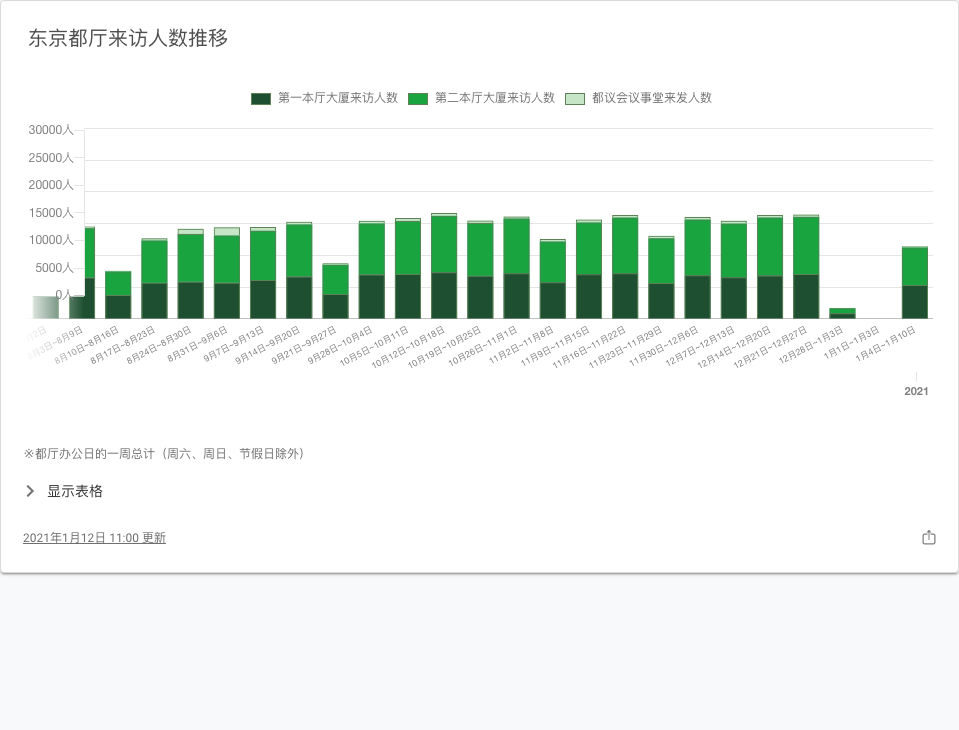 东京都厅来访人数推移
第一本厅大厦来访人数 第二本厅大厦来访人数 都议会议事堂来发人数
30000人
25000人
20000人
15000人
10000人
5000人
0人
8月3日~8月9日
8月10日~8月16日
8月17日~8月23日
8月24日~8月30日
8月31日~9月6日
9月7日~9月13日
9月14日~9月20日
9月21日~9月27日
9月28日~10月4日
10月5日~10月11日
10月12日~10月18日
10月19日~10月25日
10月26日~11月1日
11月2日~11月8日
11月9日~11月15日
11月16日~11月22日
11月23日~11月29日
11月30日~12月6日
12月7日~12月13日
12月14日~12月20日
12月21日~12月27日
12月28日~1月3日
1月1日~1月3日
1月4日~1月10日
2021
※都厅办公日的一周总计（周六、周日、节假日除外）
显示表格
2021年1月12日 11:00 更新